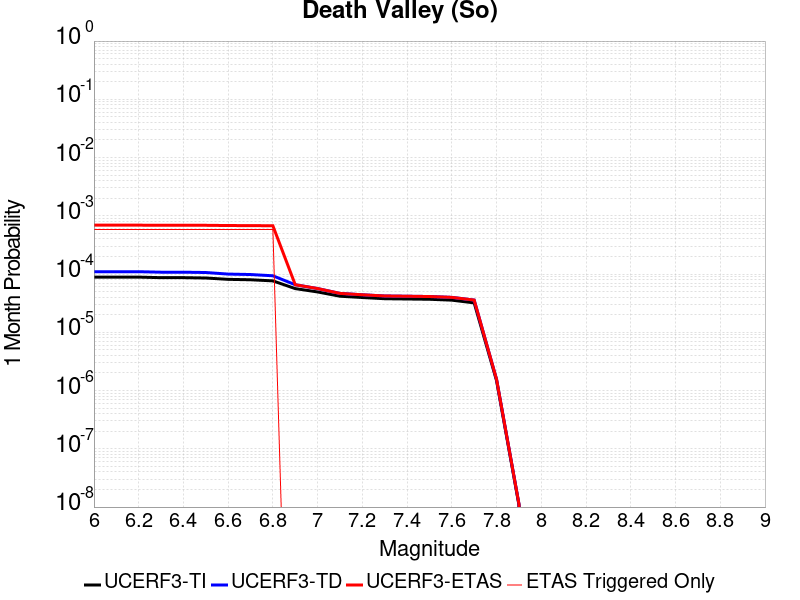 Death Valley (So)
1 Month Probability
10^0
10^-1
10^-2
10^-3
10^-4
10^-5
10^-6
10^-7
10^-8
6 6.2 6.4 6.6 6.8 7 7.2 7.4 7.6 7.8 8 8.2 8.4 8.6 8.8 9
Magnitude
UCERF3-TI UCERF3-TD UCERF3-ETAS ETAS Triggered Only